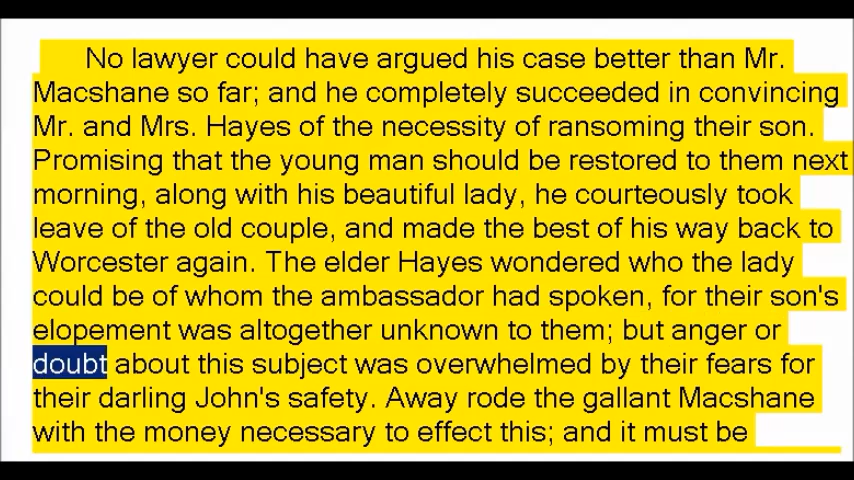 No lawyer could have argued his case better than Mr.
Macshane so far; and he completely succeeded in convincing
Mr. and Mrs. Hayes of the necessity of ransoming their son.
Promising that the young man should be restored to them next
morning, along with his beautiful lady, he courteously took
leave of the old couple, and made the best of his way back to
Worcester again. The elder Hayes wondered who the lady
could be of whom the ambassador had spoken, for their son's
elopement was altogether unknown to them; but anger or
doubt about this subject was overwhelmed by their fears for
their darling John's safety. Away rode the gallant Macshane
with the money necessary to effect this; and it must be